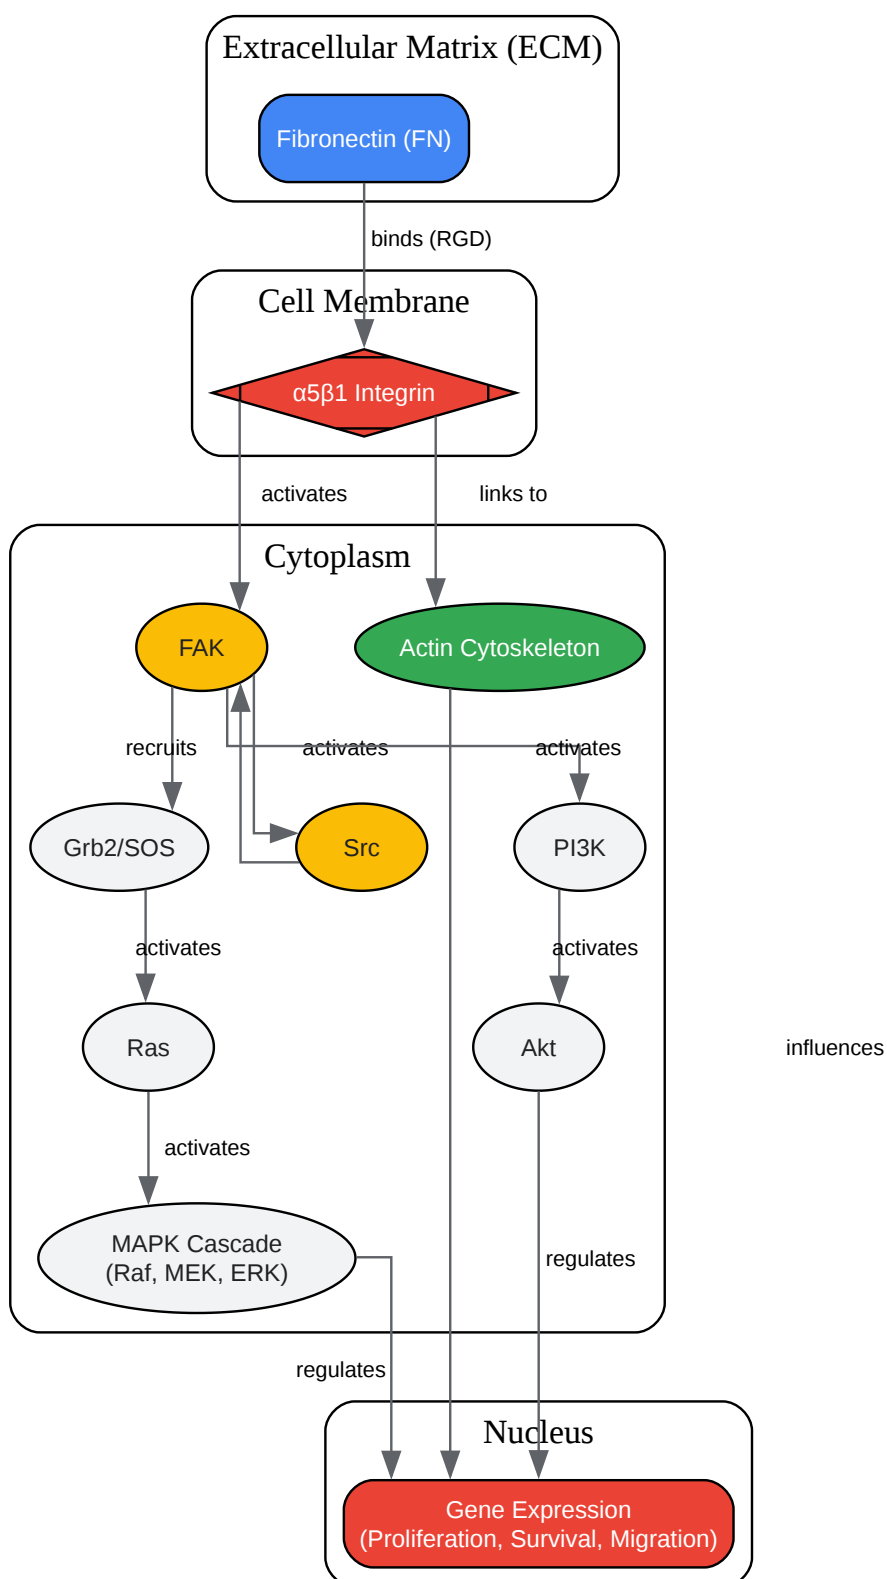 Extracellular Matrix (ECM)
Fibronectin (FN)
binds (RGD)
Cell Membrane
α5β1 Integrin
activates
links to
Cytoplasm
FAK
Actin Cytoskeleton
recruits
activates
activates
Grb2/SOS
Src
PI3K
activates
activates
Ras
Akt
influences
activates
MAPK Cascade
(Raf, MEK, ERK)
regulates
regulates
Nucleus
Gene Expression
(Proliferation, Survival, Migration)